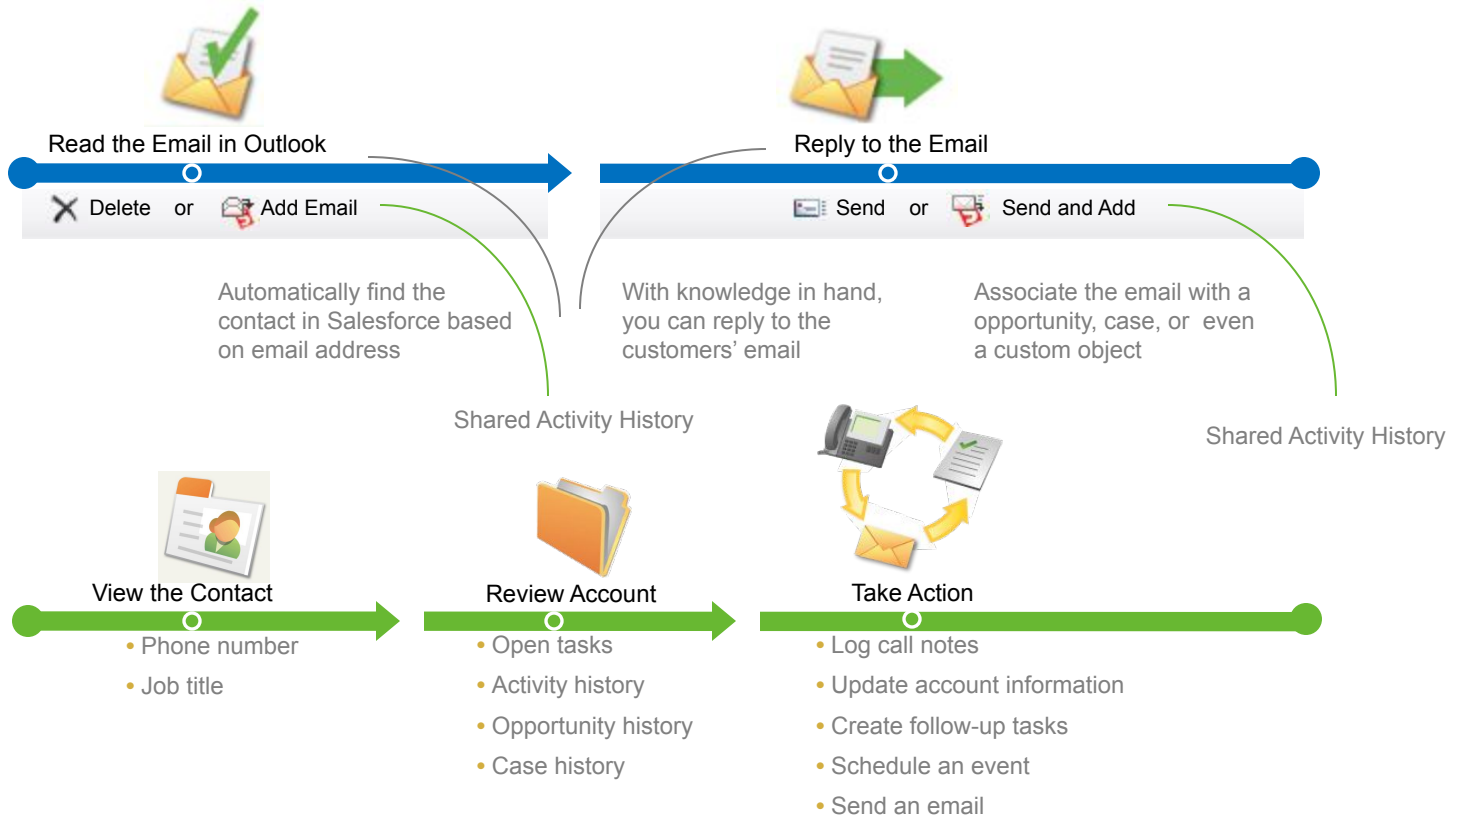 Read the Email in Outlook
Reply to the Email
Delete or Add Email
Send or Send and Add
Automatically find the
contact in Salesforce based
on email address
With knowledge in hand,
you can reply to the
customers’ email
Associate the email with a
opportunity, case, or even
a custom object
Shared Activity History
Shared Activity History
View the Contact
• Phone number
• Job title
Review Account
• Open tasks
• Activity history
• Opportunity history
• Case history
Take Action
• Log call notes
• Update account information
• Create follow-up tasks
• Schedule an event
• Send an email